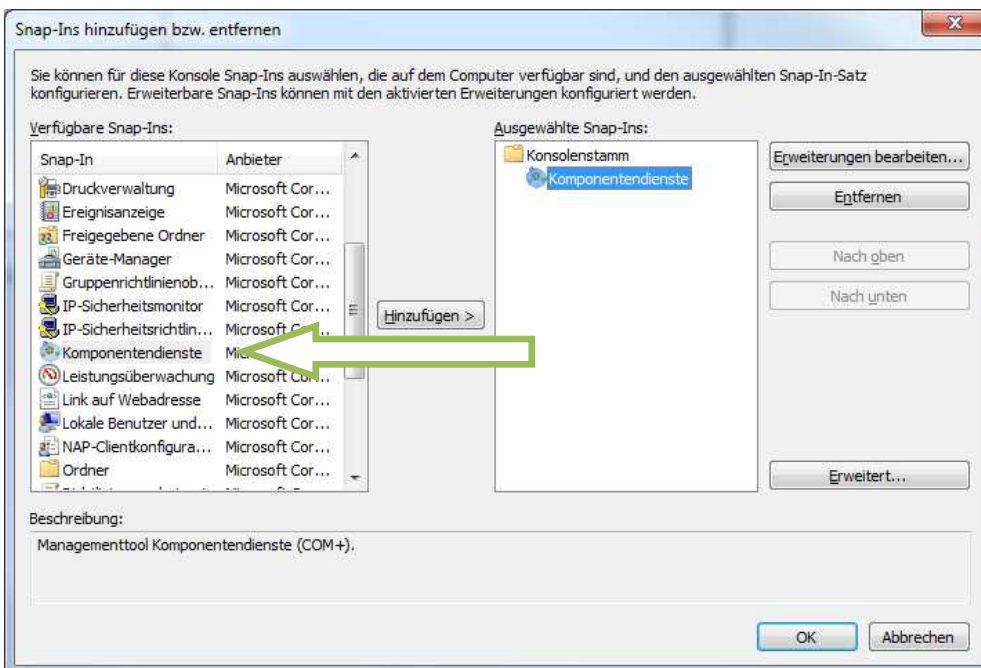 Snap-Ins hinzufügen bzw. entfernen
Sie können für diese Konsole Snap-Ins auswählen, die auf dem Computer verfügbar sind, und den ausgewählten Snap-In-Satz
konfigurieren. Erweiterbare Snap-Ins können mit den aktivierten Erweiterungen konfiguriert werden.
Verfügbare Snap-Ins:
Snap-In Anbieter
Druckverwaltung Microsoft Cor...
Ereignisanzeige Microsoft Cor...
Freigegebene Ordner Microsoft Cor...
Geräte-Manager Microsoft Cor...
Gruppenrichtlinienob... Microsoft Cor...
IP-Sicherheitsmonitor Microsoft Cor...
IP-Sicherheitsrichtlin... Microsoft Cor...
Komponentendienste
Leistungsüberwachung Microsoft Cor...
Link auf Webadresse Microsoft Cor...
Lokale Benutzer und... Microsoft Cor...
NAP-Clientkonfigura... Microsoft Cor...
Ordner Microsoft Cor...
Hinzufügen >
Ausgewählte Snap-Ins:
Konsolenstamm
Komponentendienste
Erweiterungen bearbeiten...
Entfernen
Nach oben
Nach unten
Erweitert...
Beschreibung:
Managementtool Komponentendienste (COM+).
OK Abbrechen